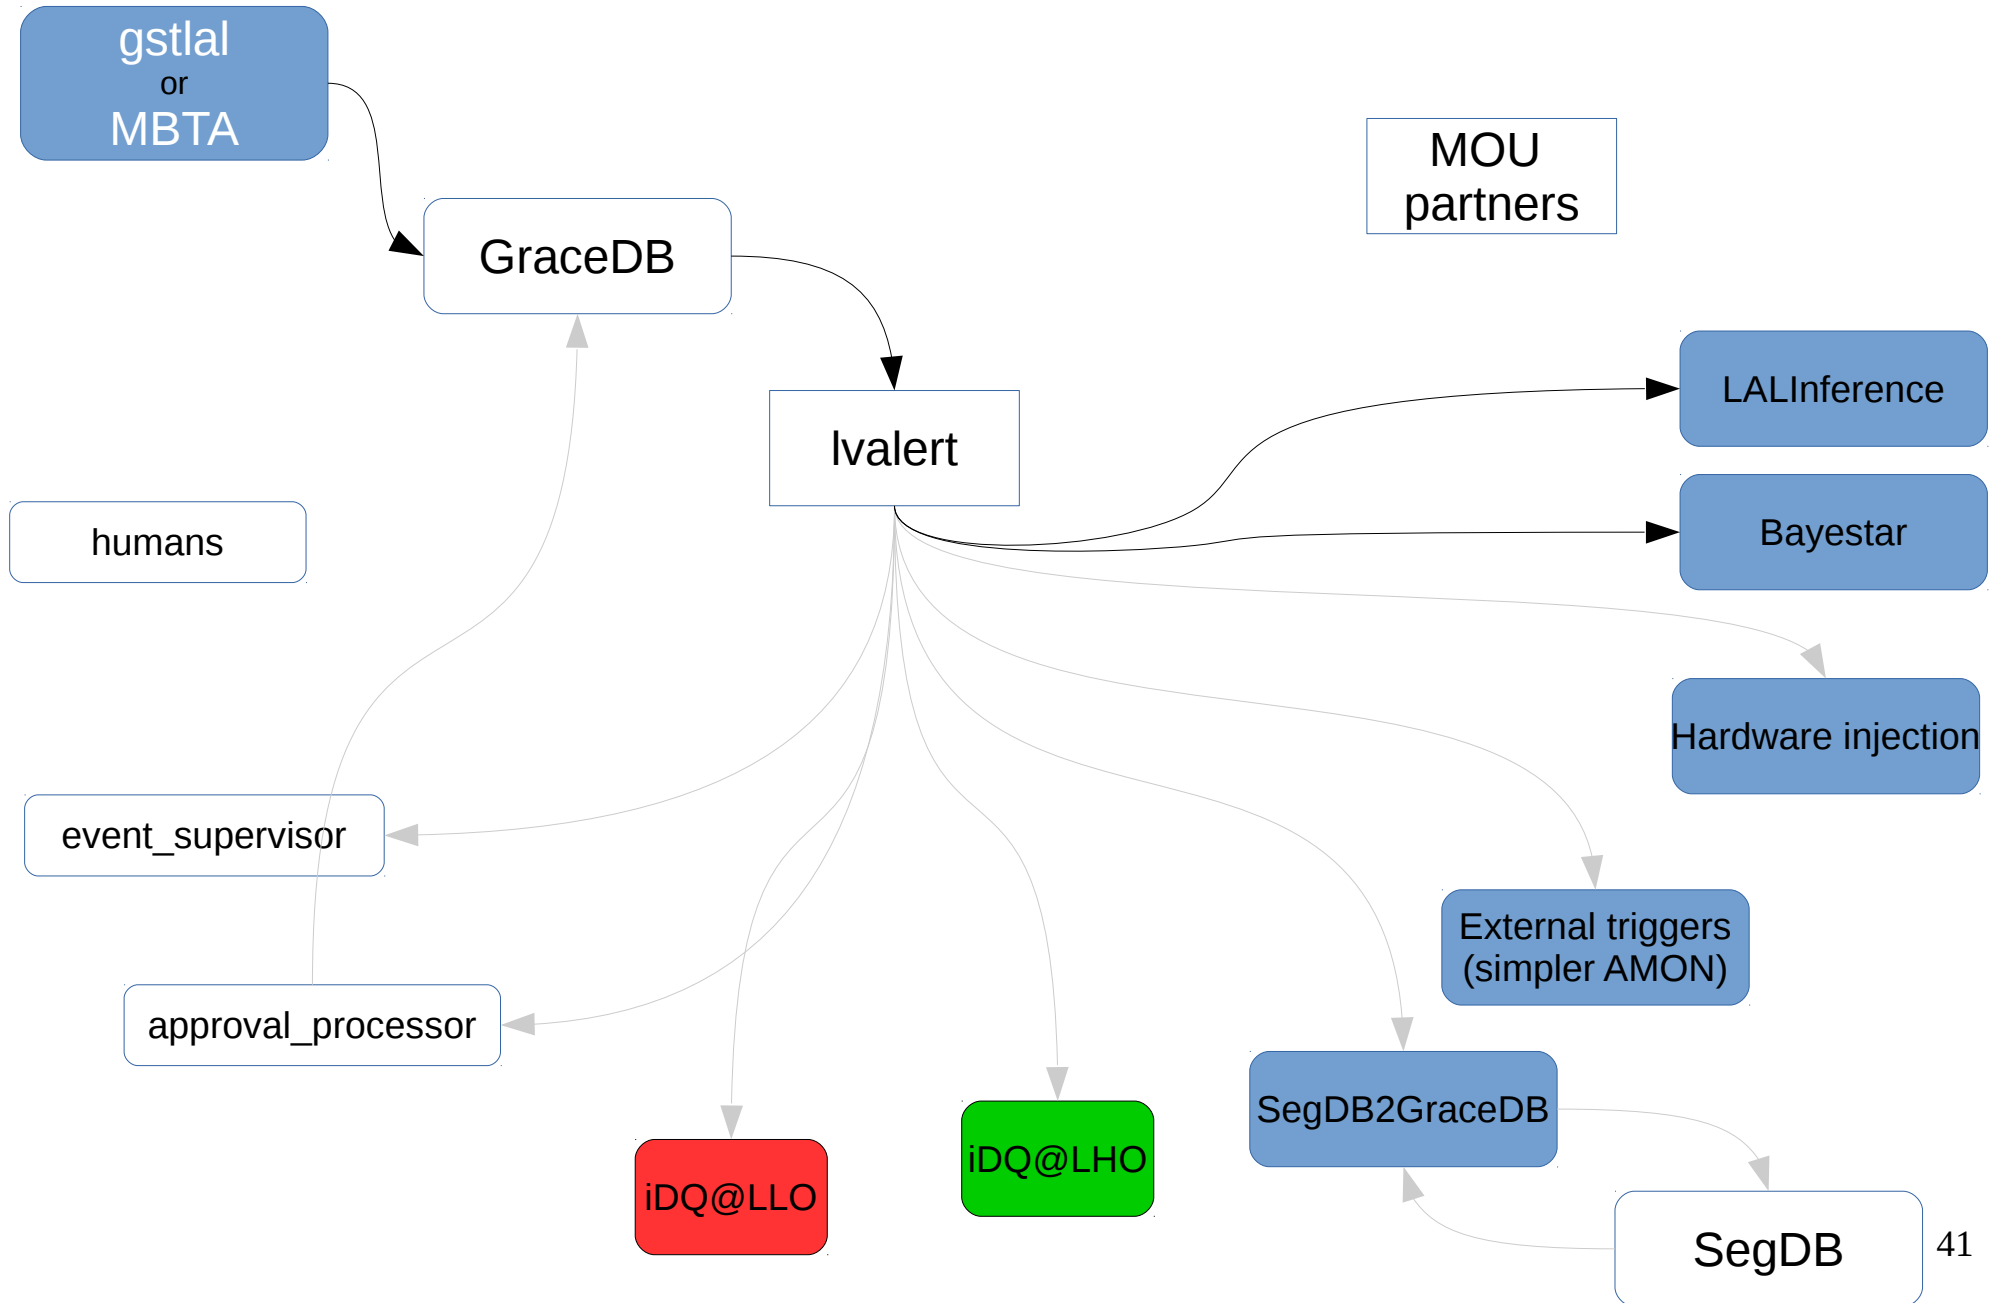 gstlal
or
MBTA
MOU
partners
GraceDB
LALInference
lvalert
Bayestar
humans
Hardware injection
event_supervisor
External triggers
(simpler AMON)
approval_processor
SegDB2GraceDB
iDQ@LHO
iDQ@LLO
SegDB
41